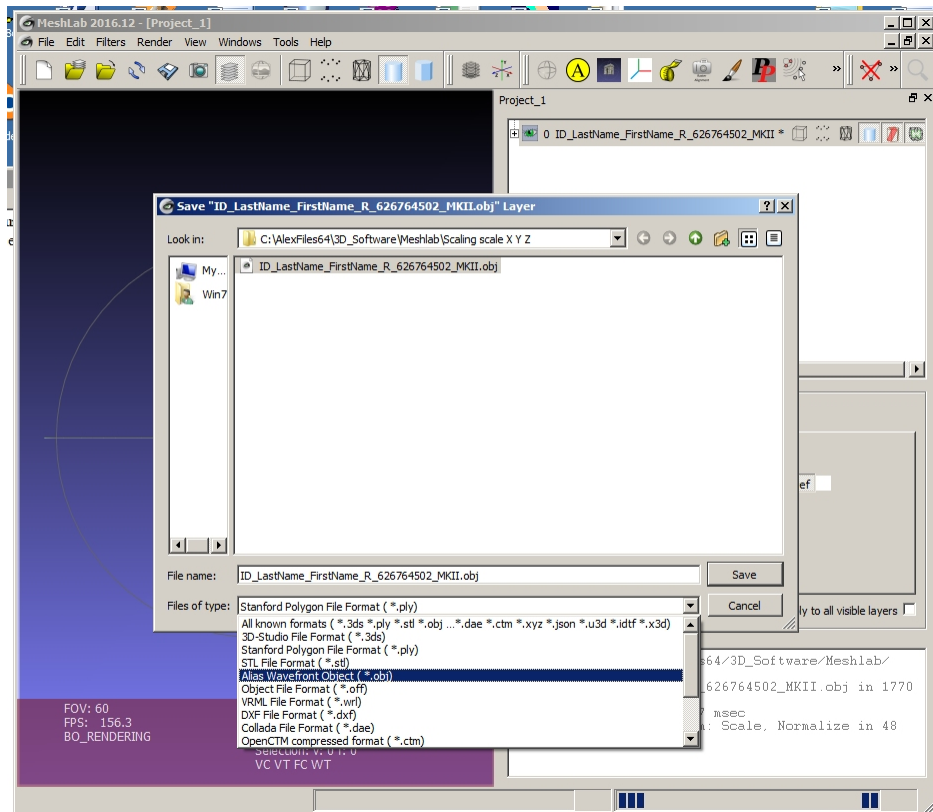 MeshLab 2016.12 - [Project_1]
File Edit Filters Render View Windows Tools Help
A
PP
» »
Project_1
0 ID_LastName_FirstName_R_626764502_MKII *
Save "ID_LastName_FirstName_R_626764502_MKII.obj" Layer
Look in: C:\AlexFiles64\3D_Software\Meshlab\Scaling scale X Y Z
My...
Win7
ID_LastName_FirstName_R_626764502_MKII.obj
ef
File name: ID_LastName_FirstName_R_626764502_MKII.obj Save
Files of type: Stanford Polygon File Format ( *.ply) Cancel
ly to all visible layers
All known formats ( *.3ds *.ply *.stl *.obj ...*.dae *.ctm *.xyz *.json *.u3d *.idtf *.x3d)
3D-Studio File Format ( *.3ds)
Stanford Polygon File Format ( *.ply)
STL File Format ( *.stl)
Alias Wavefront Object ( *.obj)
Object File Format ( *.off)
VRML File Format ( *.wrl)
DXF File Format ( *.dxf)
Collada File Format ( *.dae)
OpenCTM compressed format ( *.ctm)
s64/3D_Software/Meshlab/
_626764502_MKII.obj in 1770
msec
: Scale, Normalize in 48
FOV: 60
FPS: 156.3
BO_RENDERING
Selection: v: 0 f: 0
VC VT FC WT